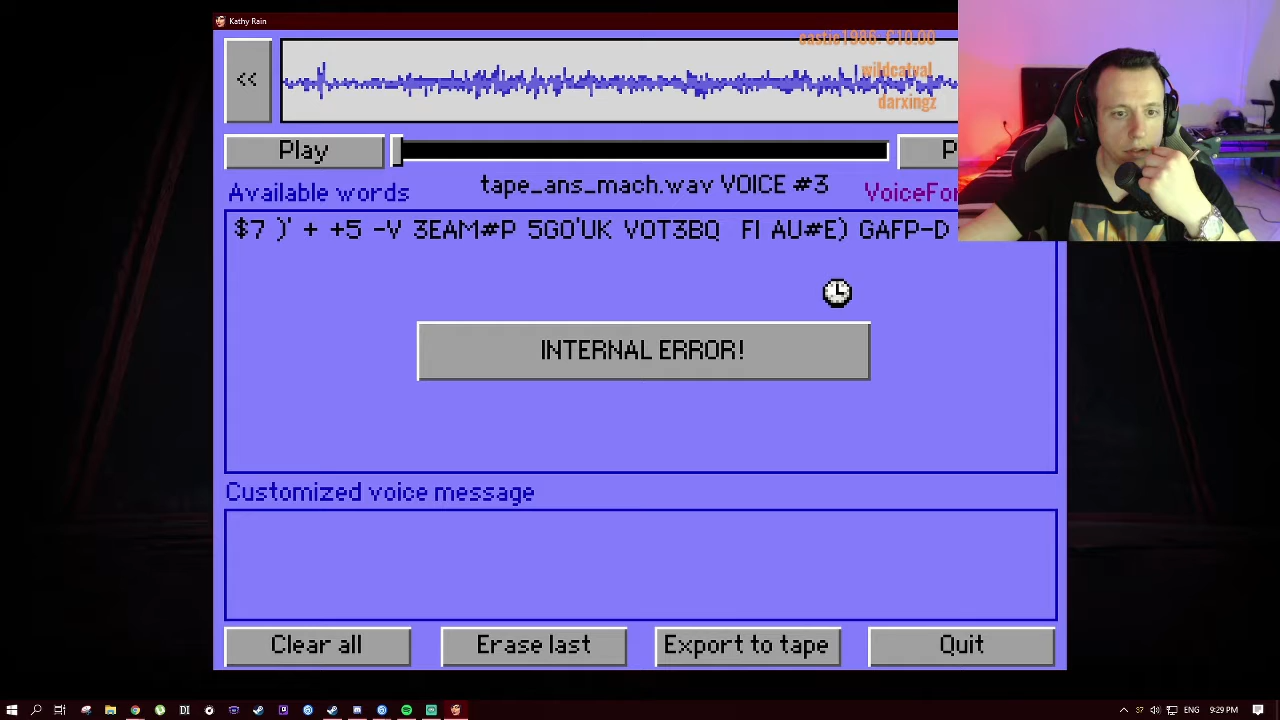 Kathy Rain
eastie1986: €10.00
wildcatval
darxingz
<<
Play
tape_ans_mach.wav VOICE #3
Available words
$7 )' + +5 -V 3EAM#P 5GO'UK VOT3BQ FI AU#E) GAFP-D
INTERNAL ERROR!
Customized voice message
Clear all
Erase last
Export to tape
Quit
37
ENG
9:29 PM